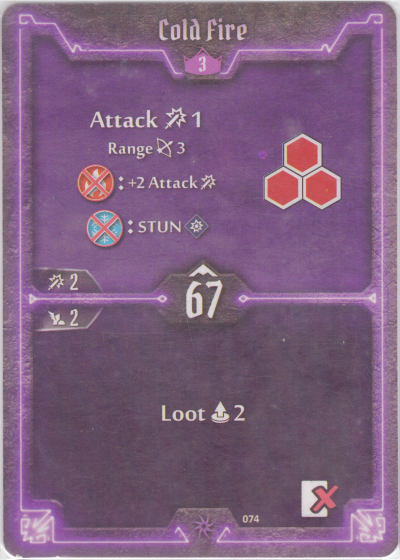 Cold Fire
3
Attack 1
Range 3
: +2 Attack
: STUN
2
67
2
Loot 2
074